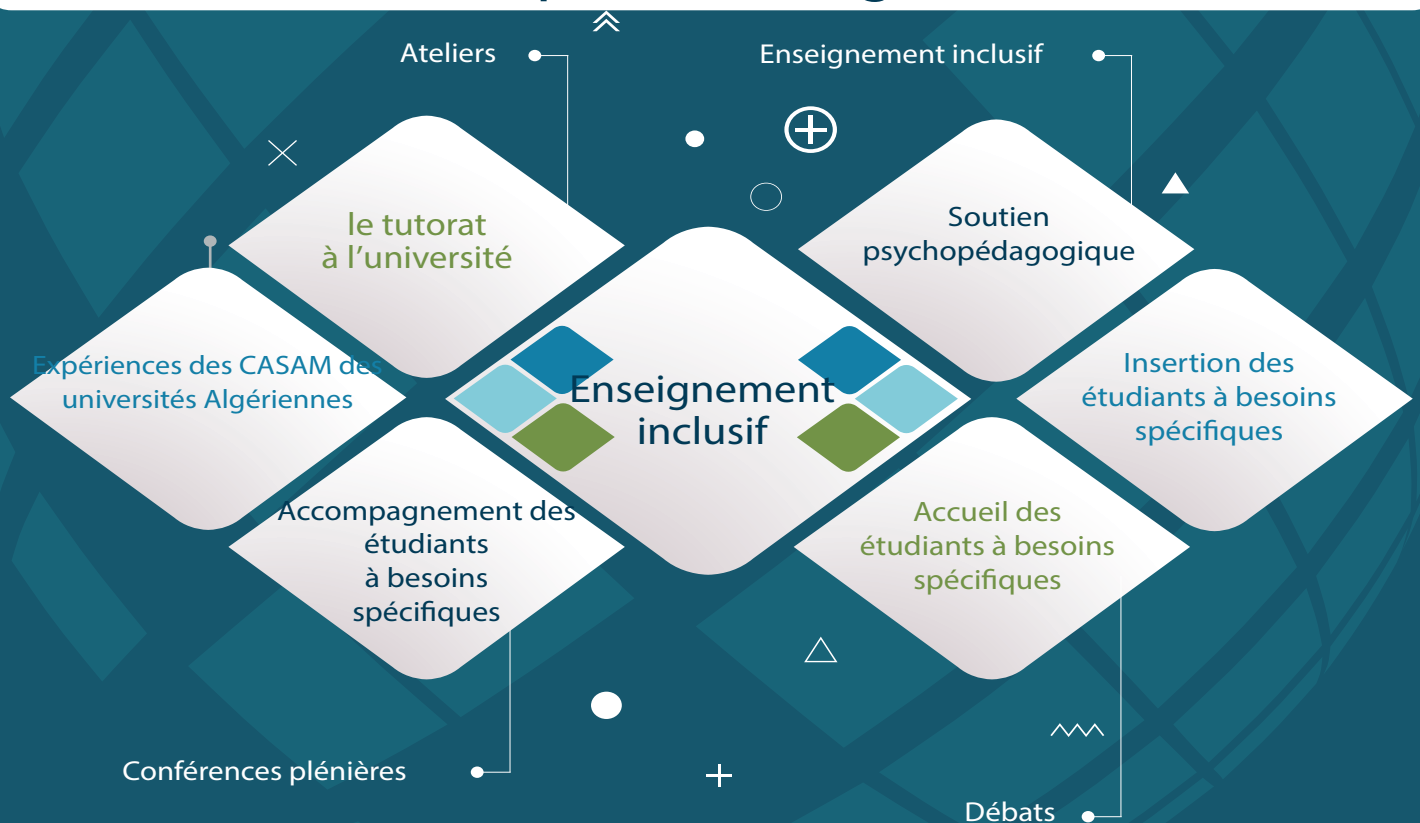 Ateliers
Enseignement inclusif
le tutorat
à l'université
Soutien
psychopédagogique
Expériences des CASAM des
universités Algériennes
Enseignement
inclusif
Insertion des
étudiants à besoins
spécifiques
Accompagnement des
étudiants
à besoins
spécifiques
Accueil des
étudiants à besoins
spécifiques
Conférences plénières
Débats